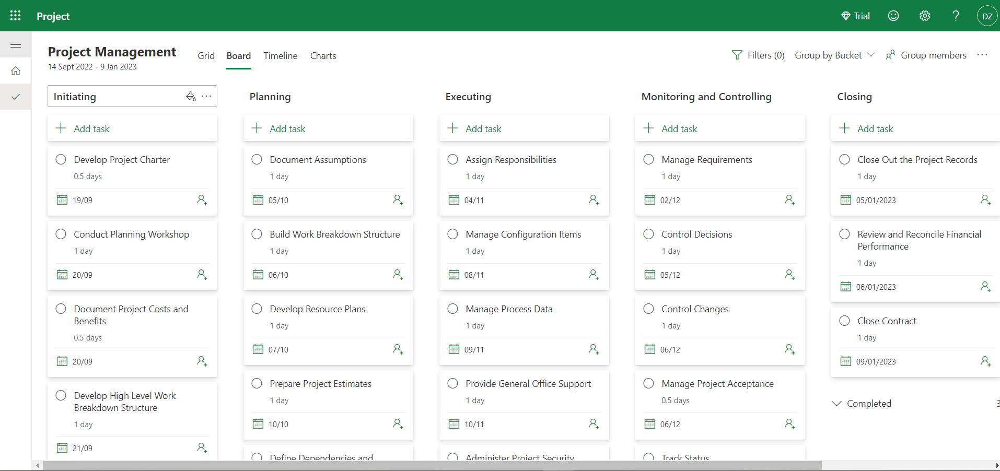 Project
Trial
DZ
Project Management
14 Sept 2022 - 9 Jan 2023
Grid
Board
Timeline
Charts
Filters (0)
Group by Bucket
Group members
Initiating
Add task
Develop Project Charter
0.5 days
19/09
Conduct Planning Workshop
1 day
20/09
Document Project Costs and
Benefits
0.5 days
20/09
Develop High Level Work
Breakdown Structure
1 day
21/09
Planning
Add task
Document Assumptions
1 day
05/10
Build Work Breakdown Structure
1 day
06/10
Develop Resource Plans
1 day
07/10
Prepare Project Estimates
1 day
10/10
Define Dependencies and
Executing
Add task
Assign Responsibilities
1 day
04/11
Manage Configuration Items
1 day
08/11
Manage Process Data
1 day
09/11
Provide General Office Support
1 day
10/11
Administer Project Security
Monitoring and Controlling
Add task
Manage Requirements
1 day
02/12
Control Decisions
1 day
05/12
Control Changes
1 day
06/12
Manage Project Acceptance
0.5 days
06/12
Track Status
Closing
Add task
Close Out the Project Records
1 day
05/01/2023
Review and Reconcile Financial
Performance
1 day
06/01/2023
Close Contract
1 day
09/01/2023
Completed
3